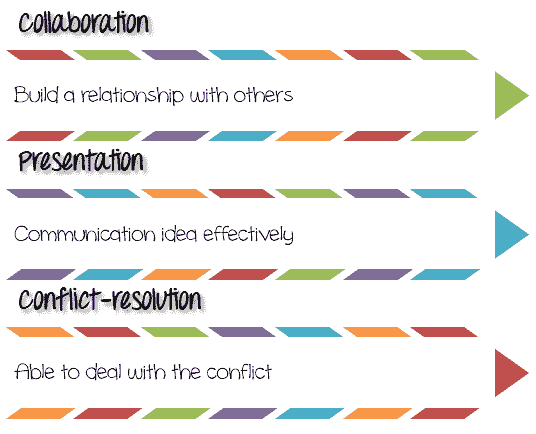 Collaboration
Build a relationship with others
Presentation
Communication idea effectively
Conflict-resolution
Able to deal with the conflict